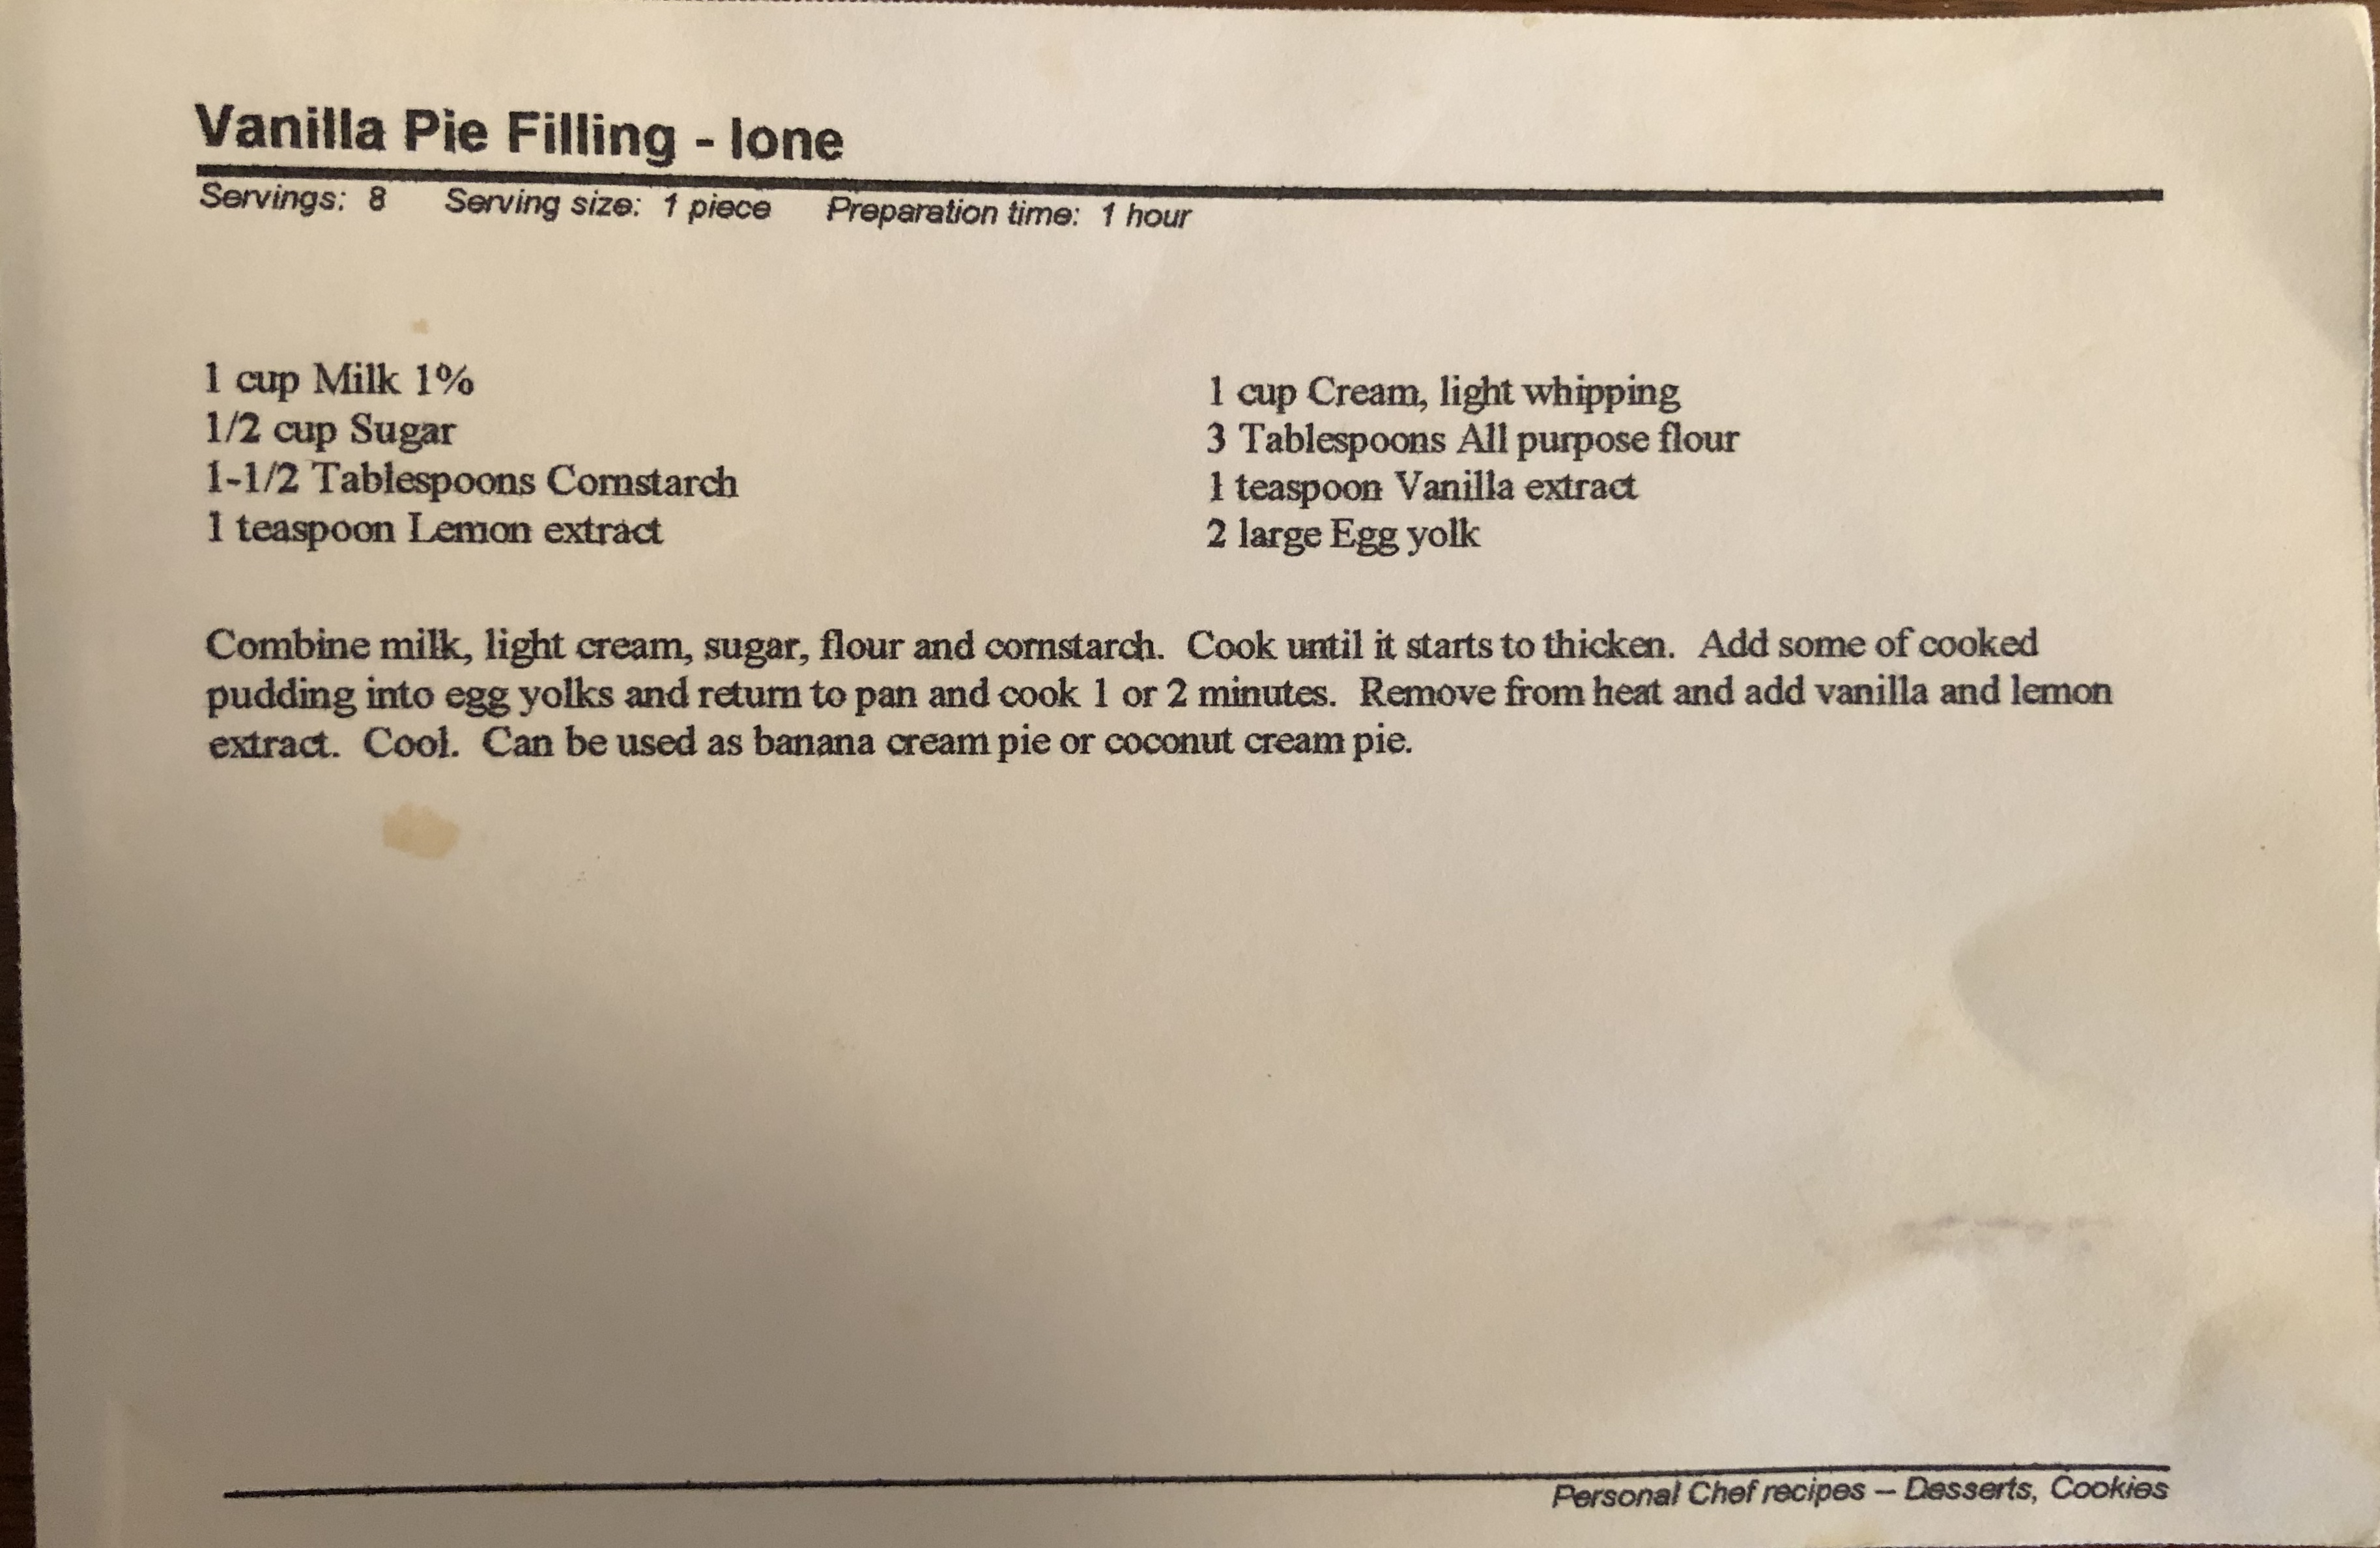 Vanilla Pie Filling - Ione
Servings: 8 Serving size: 1 piece Preparation time: 1 hour
1 cup Milk 1%
1/2 cup Sugar
1-1/2 Tablespoons Cornstarch
1 teaspoon Lemon extract
1 cup Cream, light whipping
3 Tablespoons All purpose flour
1 teaspoon Vanilla extract
2 large Egg yolk
Combine milk, light cream, sugar, flour and cornstarch. Cook until it starts to thicken. Add some of cooked
pudding into egg yolks and return to pan and cook 1 or 2 minutes. Remove from heat and add vanilla and lemon
extract. Cool. Can be used as banana cream pie or coconut cream pie.
Personal Chef recipes – Desserts, Cookies